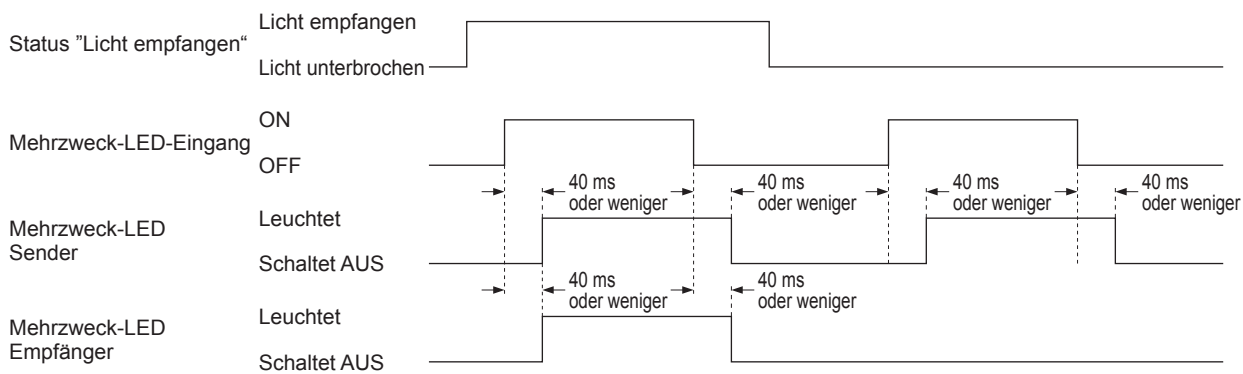 Licht empfangen
Status ”Licht empfangen“
Licht unterbrochen
ON
Mehrzweck-LED-Eingang
OFF
40 ms
oder weniger
40 ms
oder weniger
40 ms
oder weniger
40 ms
oder weniger
Leuchtet
Mehrzweck-LED
Sender
Schaltet AUS
40 ms
oder weniger
40 ms
oder weniger
Leuchtet
Mehrzweck-LED
Empfänger
Schaltet AUS